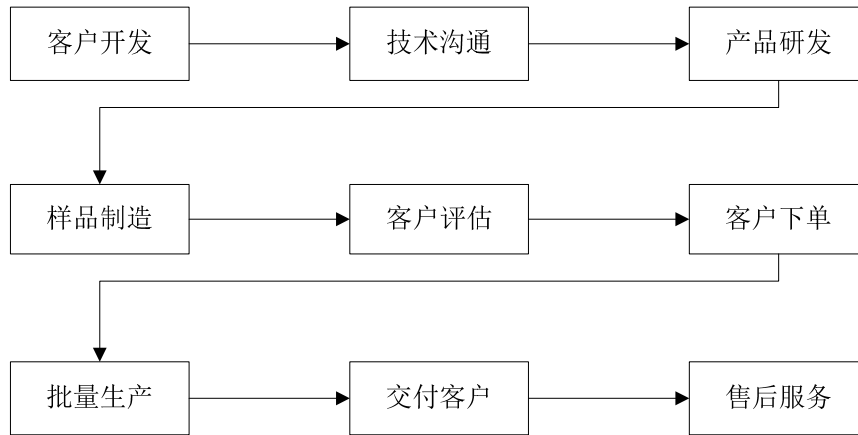 客户开发
技术沟通
产品研发
样品制造
客户评估
客户下单
批量生产
交付客户
售后服务